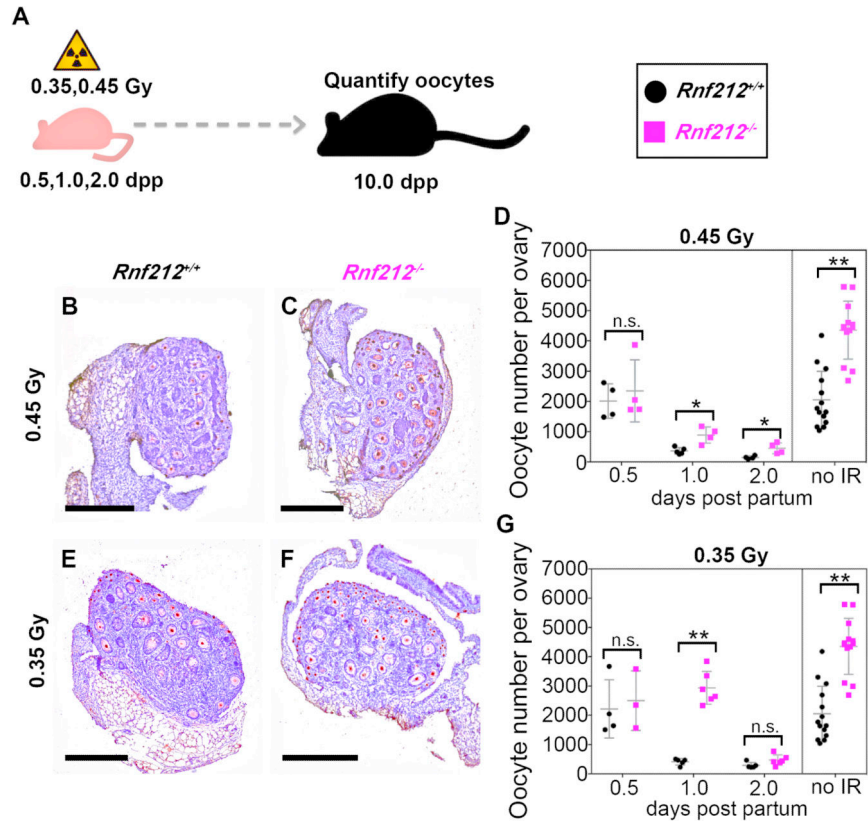 A
0.35,0.45 Gy
0.5,1.0,2.0 dpp
Quantify oocytes
10.0 dpp
Rnf212+/+
Rnf212-/-
Rnf212+/+
Rnf212-/-
0.45 Gy
B
C
0.35 Gy
E
F
D
0.45 Gy
Oocyte number per ovary
7000
6000
5000
4000
3000
2000
1000
0
n.s.
*
*
**
0.5
1.0
2.0
no IR
days post partum
G
0.35 Gy
Oocyte number per ovary
7000
6000
5000
4000
3000
2000
1000
0
n.s.
**
n.s.
**
0.5
1.0
2.0
no IR
days post partum